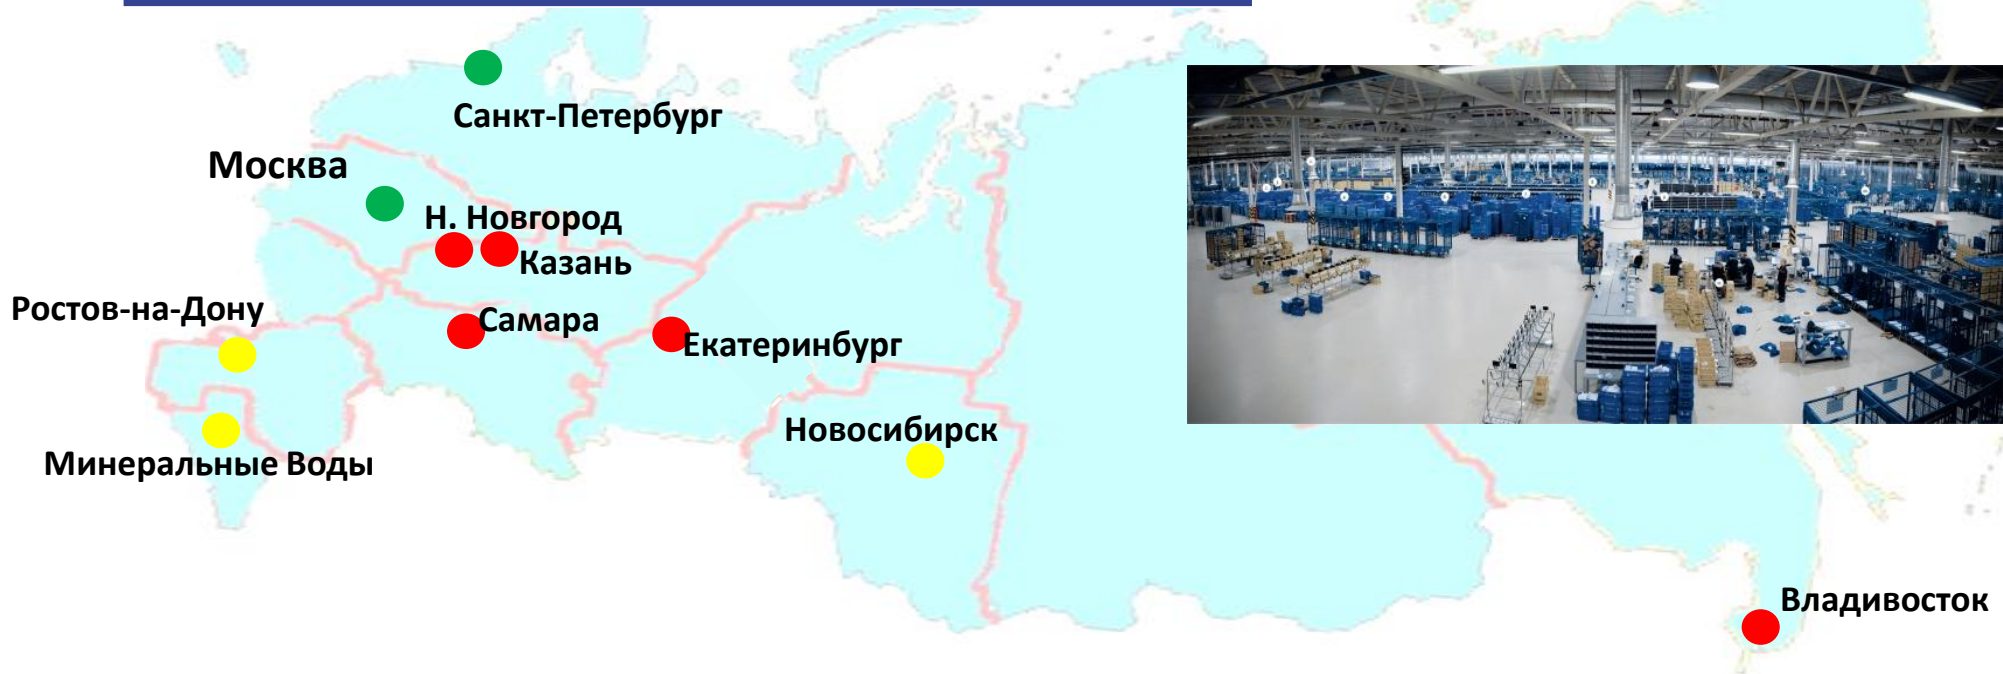 Санкт-Петербург
Москва
Н. Новгород
Казань
Ростов-на-Дону
Самара
Екатеринбург
Новосибирск
Минеральные Воды
Владивосток